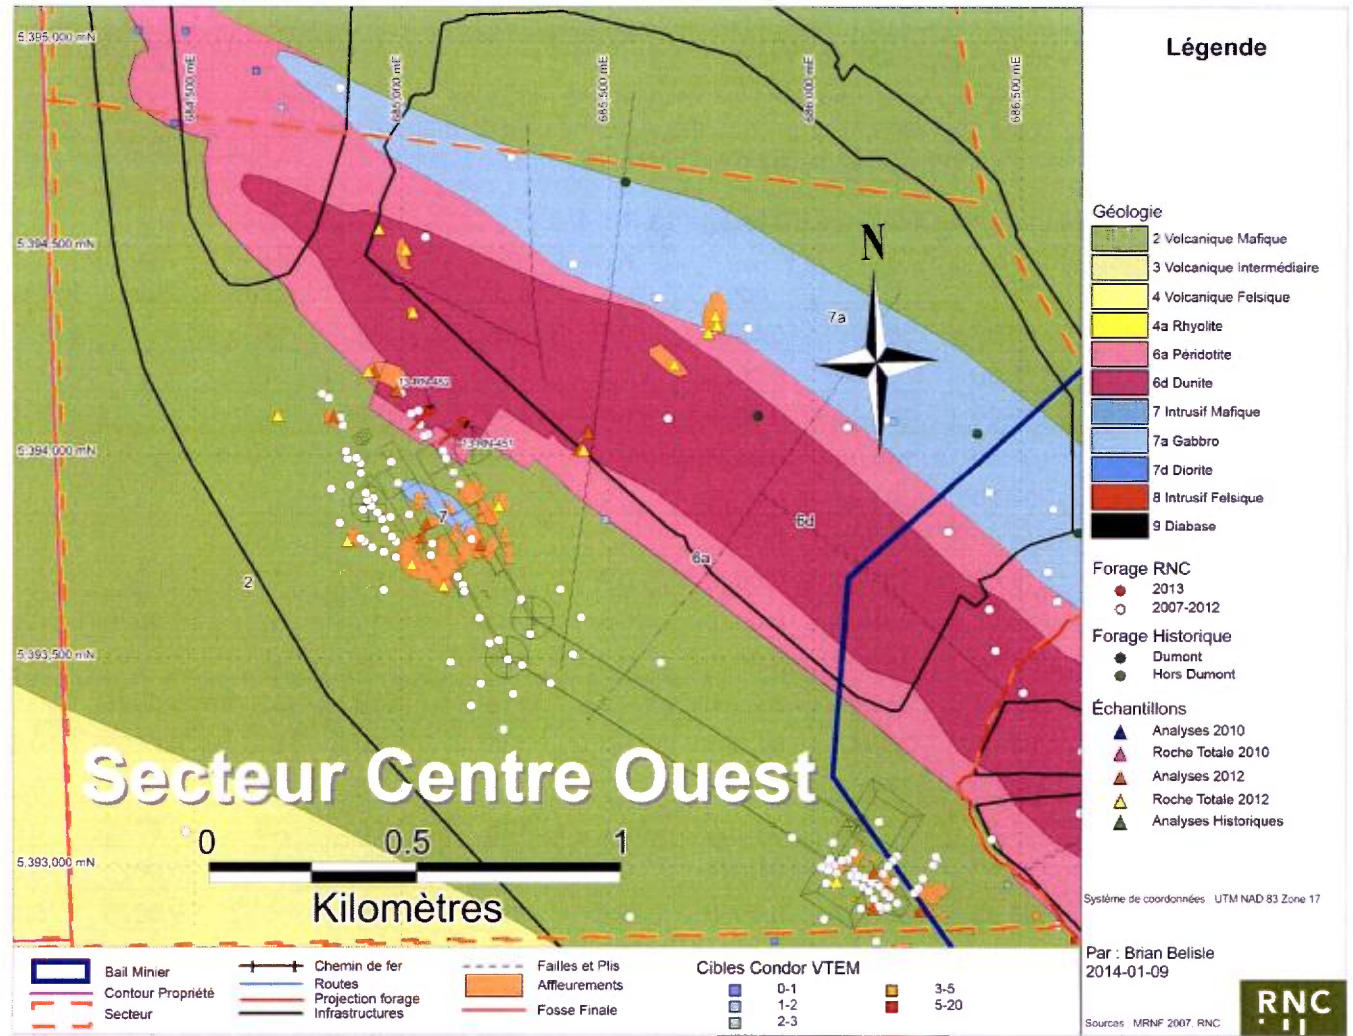 5,395,000 mN
684,500 mE
685,000 mE
685,500 mE
686,000 mE
686,500 mE
5,394,500 mN
N
7a
13-RN-452
13-RN-451
5,394,000 mN
7
6d
6a
2
5,393,500 mN
Secteur Centre Ouest
0 0.5 1
5,393,000 mN
Kilomètres
Légende
Géologie
2 Volcanique Mafique
3 Volcanique Intermédiaire
4 Volcanique Felsique
4a Rhyolite
6a Péridotite
6d Dunite
7 Intrusif Mafique
7a Gabbro
7d Diorite
8 Intrusif Felsique
9 Diabase
Forage RNC
2013
2007-2012
Forage Historique
Dumont
Hors Dumont
Échantillons
Analyses 2010
Roche Totale 2010
Analyses 2012
Roche Totale 2012
Analyses Historiques
Système de coordonnées UTM NAD 83 Zone 17
Par : Brian Belisle
2014-01-09
Sources MRNF 2007, RNC
RNC
Bail Minier
Contour Propriété
Secteur
Chemin de fer
Routes
Projection forage
Infrastructures
Failles et Plis
Affleurements
Fosse Finale
Cibles Condor VTEM
0-1
1-2
2-3
3-5
5-20